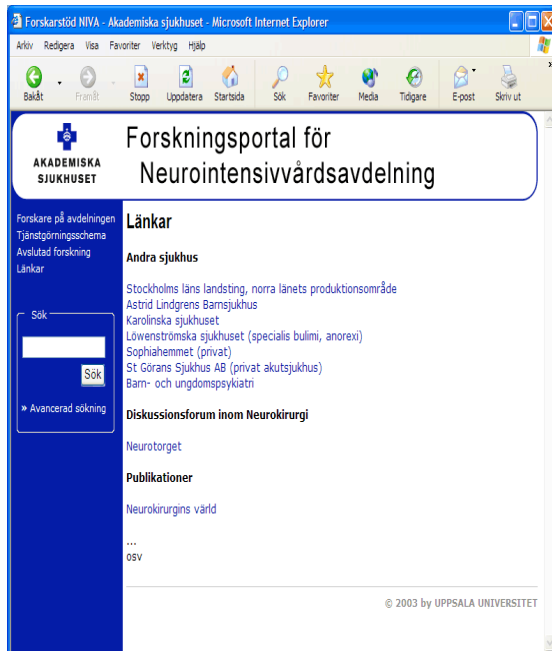 Forskarstöd NIVA - Akademiska sjukhuset - Microsoft Internet Explorer
Arkiv Redigera Visa Favoriter Verktyg Hjälp
Bakåt Framåt Stopp Uppdatera Startsida Sök Favoriter Media Tidigare E-post Skriv ut
AKADEMISKA
SJUKHUSET
Forskningsportal för
Neurointensivvårdsavdelning
Forskare på avdelningen
Tjänstgörningsschema
Avslutad forskning
Länkar
Sök
Sök
» Avancerad sökning
Länkar
Andra sjukhus
Stockholms läns landsting, norra länets produktionsområde
Astrid Lindgrens Barnsjukhus
Karolinska sjukhuset
Löwenströmska sjukhuset (specialis bulimi, anorexi)
Sophiahemmet (privat)
St Görans Sjukhus AB (privat akutsjukhus)
Barn- och ungdomspsykiatri
Diskussionsforum inom Neurokirurgi
Neurotorget
Publikationer
Neurokirurgins värld
...
osv
© 2003 by UPPSALA UNIVERSITET